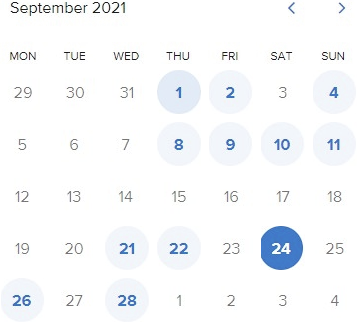 September 2021
MON TUE WED THU FRI SAT SUN
29 30 31 1 2 3 4
5 6 7 8 9 10 11
12 13 14 15 16 17 18
19 20 21 22 23 24 25
26 27 28 1 2 3 4